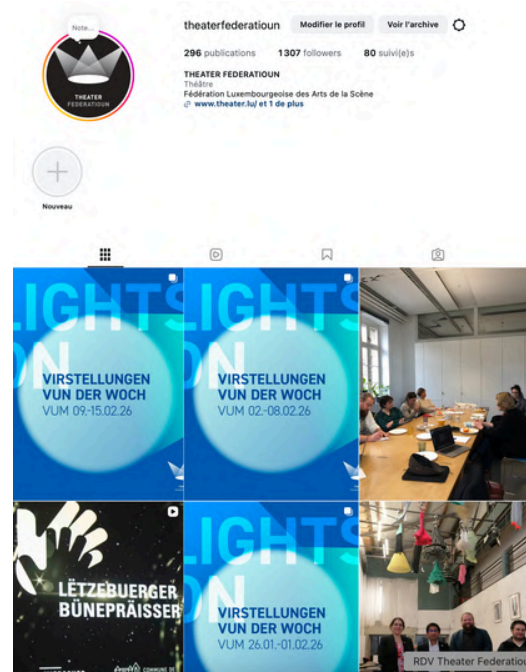 Note...
theaterfederatioun Modifier le profil Voir l'archive
296 publications 1307 followers 80 suivi(e)s
THEATER FEDERATIOUN
Théâtre
Fédération Luxembourgeoise des Arts de la Scène
www.theater.lu/ et 1 de plus
THEATER
FEDERATIOUN
Nouveau
LIGHTS
ON
VIRSTELLUNGEN
VUN DER WOCH
VUM 09.-15.02.26
LIGHTS
ON
VIRSTELLUNGEN
VUN DER WOCH
VUM 02.-08.02.26
LËTZEBUERGER
BÜNEPRÄISSER
COMMUNE DE
LIGHTS
ON
VIRSTELLUNGEN
VUN DER WOCH
VUM 26.01.-01.02.26
RDV Theater Federatio